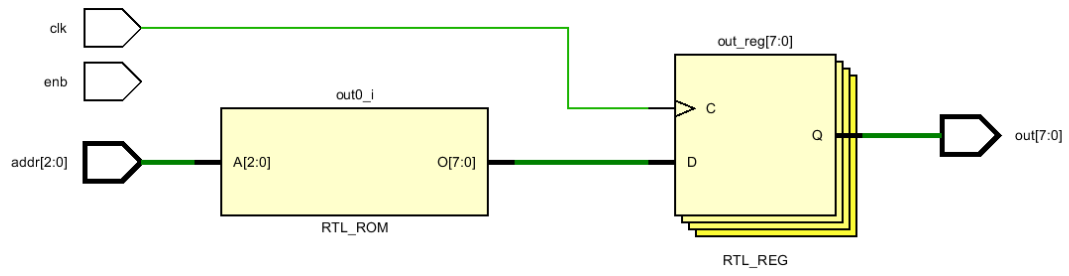 clk
enb
addr[2:0]
out0_i
A[2:0]
O[7:0]
RTL_ROM
out_reg[7:0]
C
D
Q
RTL_REG
out[7:0]